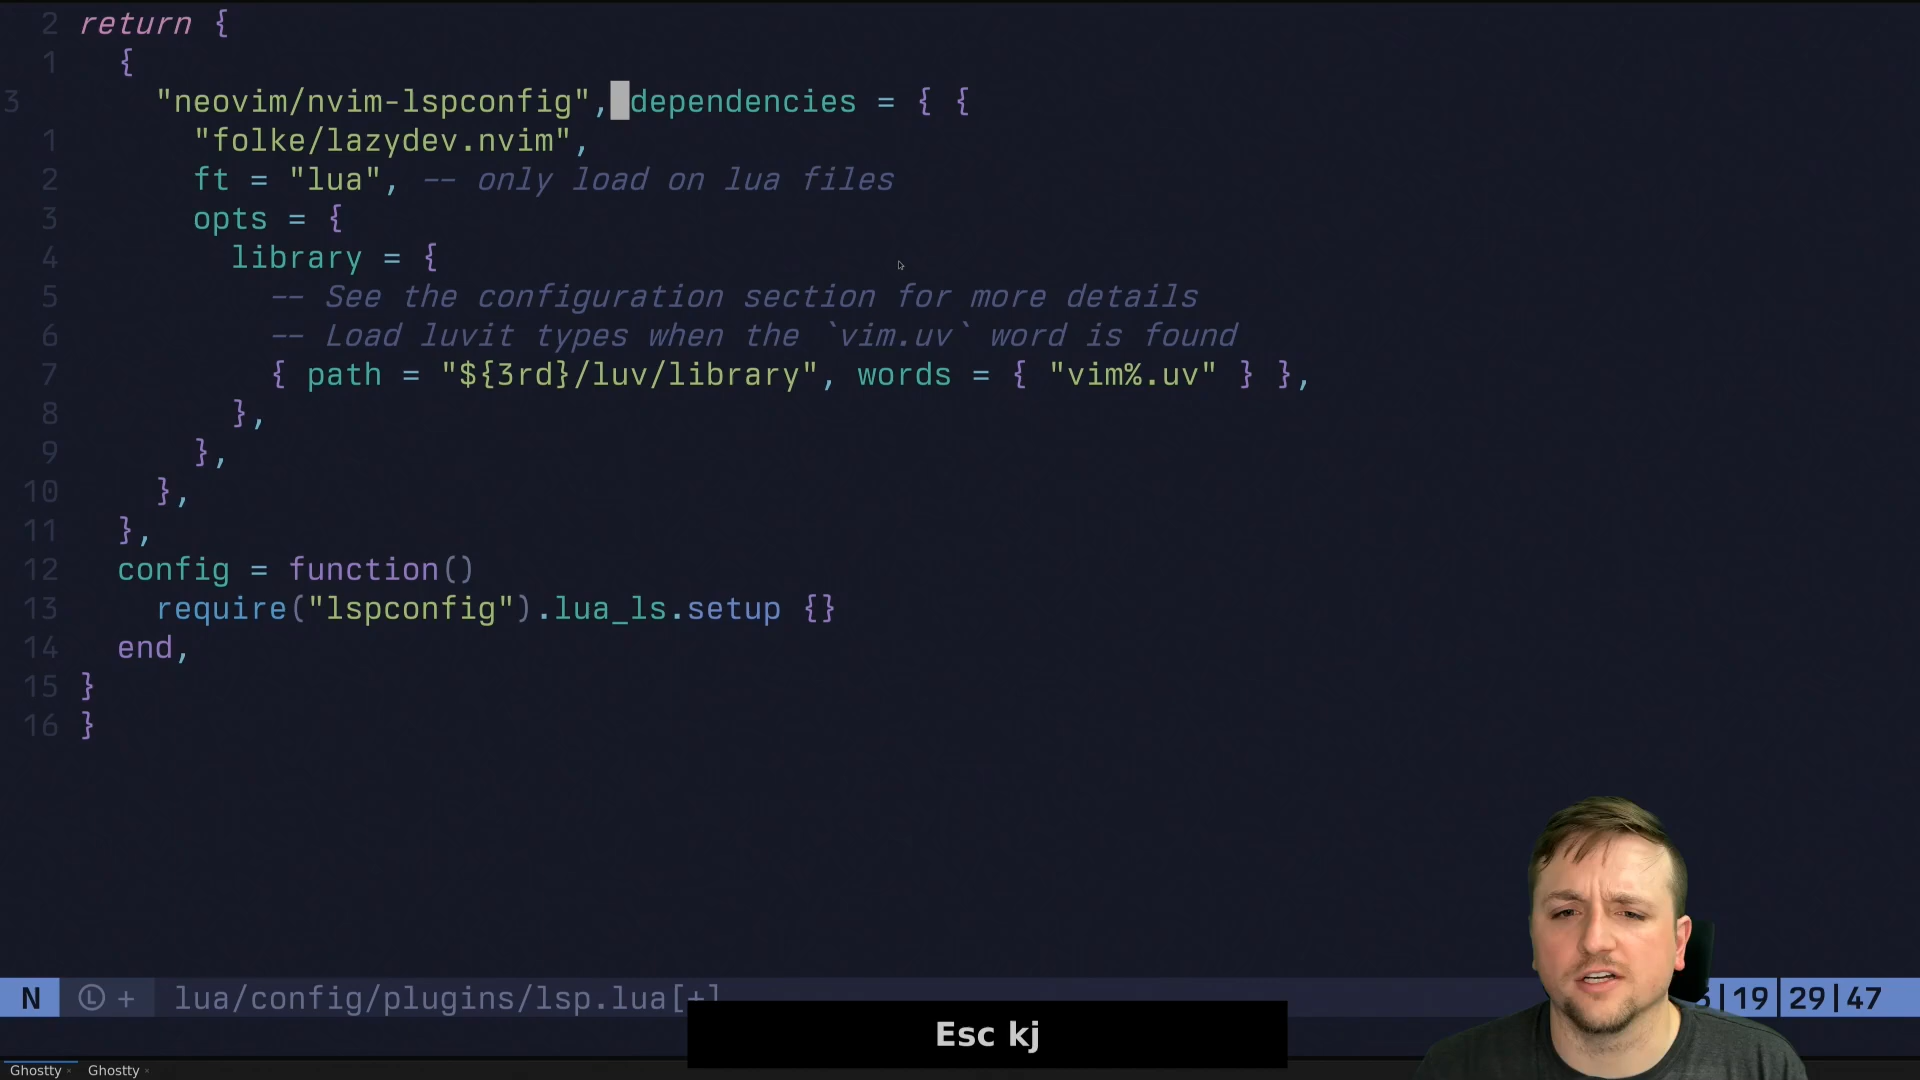 2 return {
1 {
3 "neovim/nvim-lspconfig", dependencies = { {
1 "folke/lazydev.nvim",
2 ft = "lua", -- only load on lua files
3 opts = {
4 library = {
5 -- See the configuration section for more details
6 -- Load luvit types when the `vim.uv` word is found
7 { path = "${3rd}/luv/library", words = { "vim%.uv" } },
8 },
9 },
10 },
11 },
12 config = function()
13 require("lspconfig").lua_ls.setup {}
14 end,
15 }
16 }
N Ⓛ + lua/config/plugins/lsp.lua[+] |19 29|47
Esc kj
Ghostty Ghostty